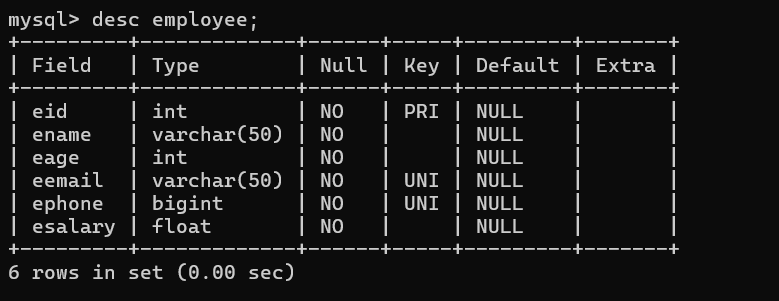 mysql> desc employee;
+---------+-------------+------+-----+---------+-------+
| Field   | Type        | Null | Key | Default | Extra |
+---------+-------------+------+-----+---------+-------+
| eid     | int         | NO   | PRI | NULL    |       |
| ename   | varchar(50) | NO   |     | NULL    |       |
| eage    | int         | NO   |     | NULL    |       |
| eemail  | varchar(50) | NO   | UNI | NULL    |       |
| ephone  | bigint      | NO   | UNI | NULL    |       |
| esalary | float       | NO   |     | NULL    |       |
+---------+-------------+------+-----+---------+-------+
6 rows in set (0.00 sec)